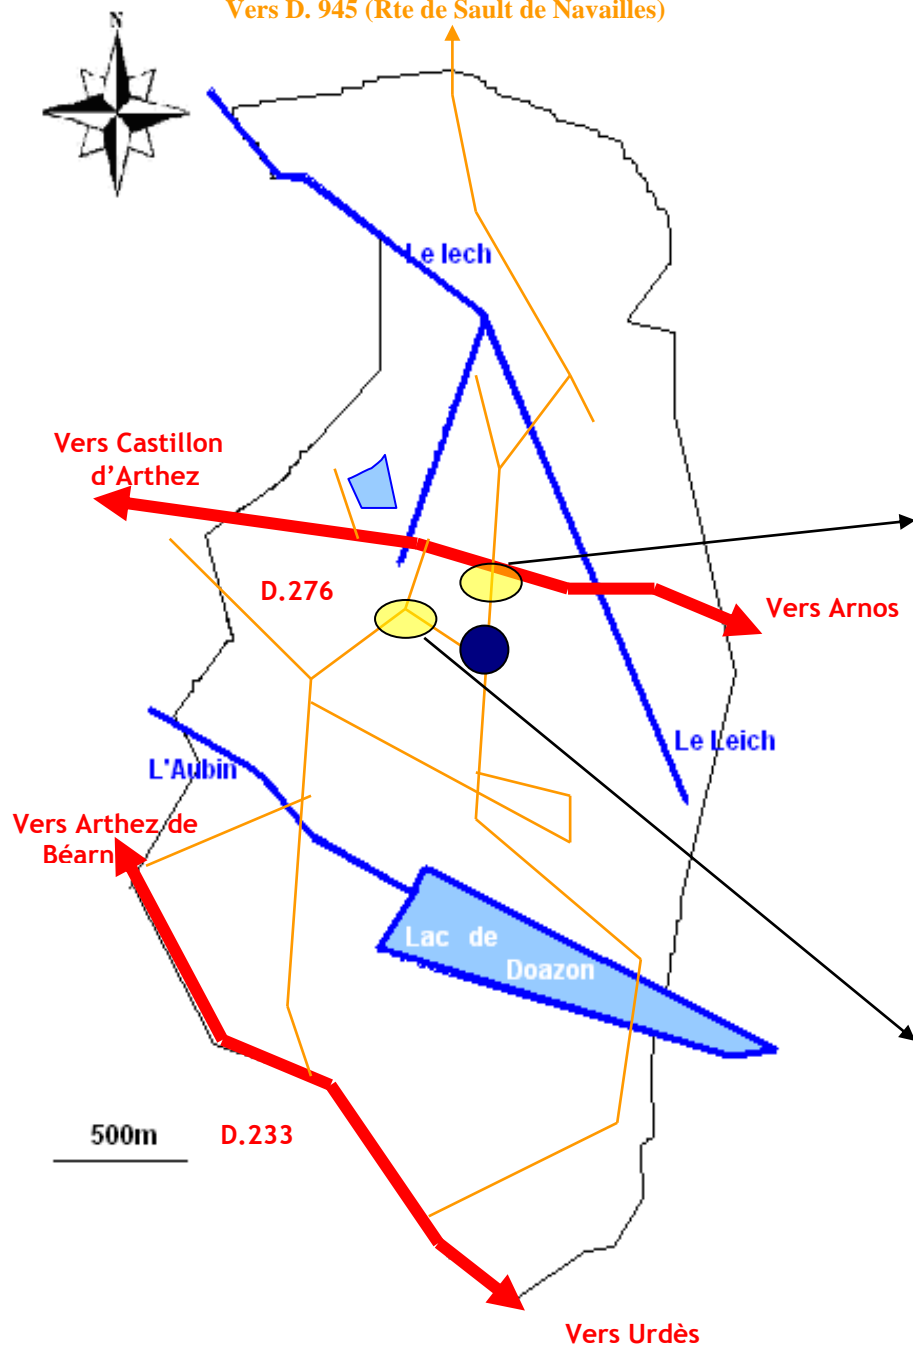 Vers D. 945 (Rte de Sault de Navailles)
N
Le lech
Vers Castillon
d'Arthez
D.276
Vers Arnos
Le Leich
L'Aubin
Vers Arthez de
Béarn
Lac de
Doazon
500m
D.233
Vers Urdès